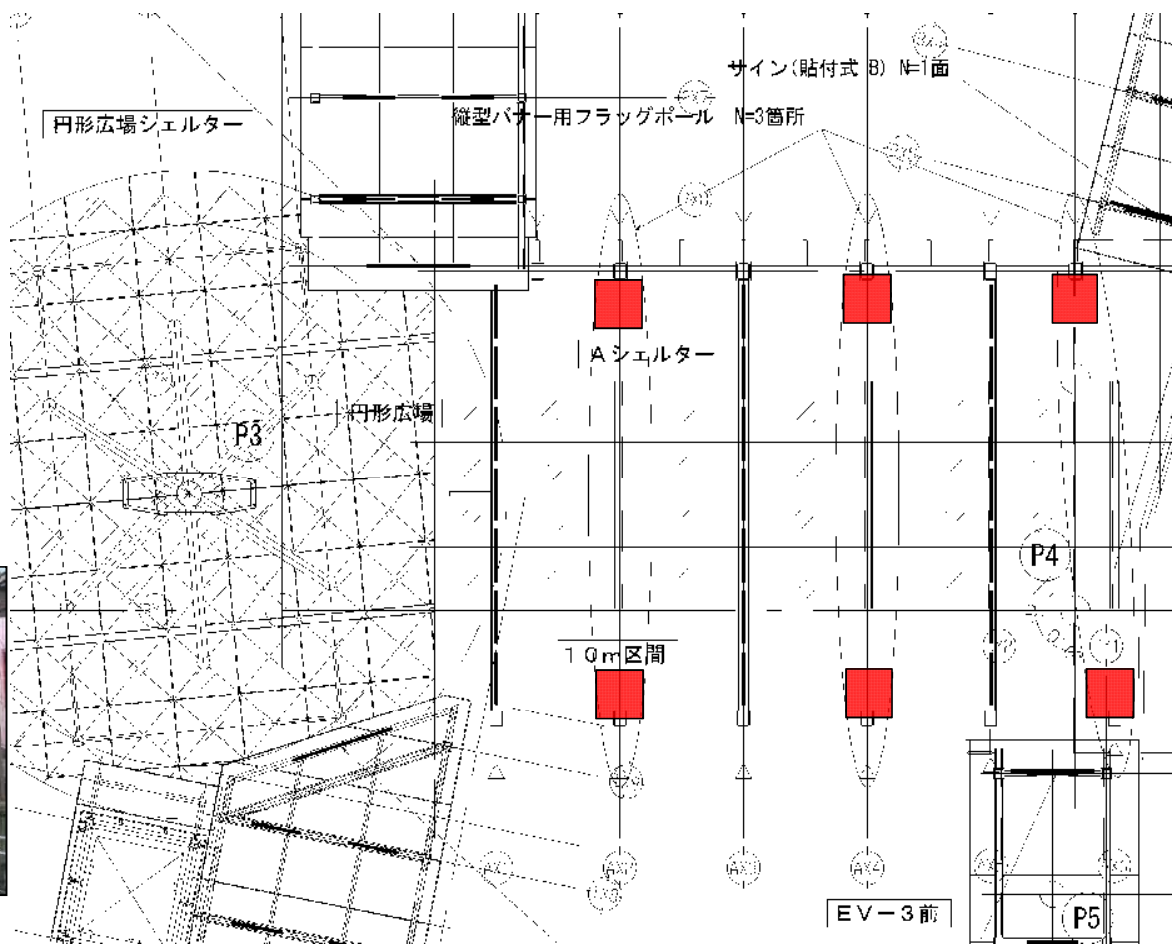 サイン(貼付式 B) N=1面
円形広場シェルター
縦型バナー用フラッグポール N=3箇所
Aシェルター
円形広場
P3
P4
10m区間
EV-3前
P5